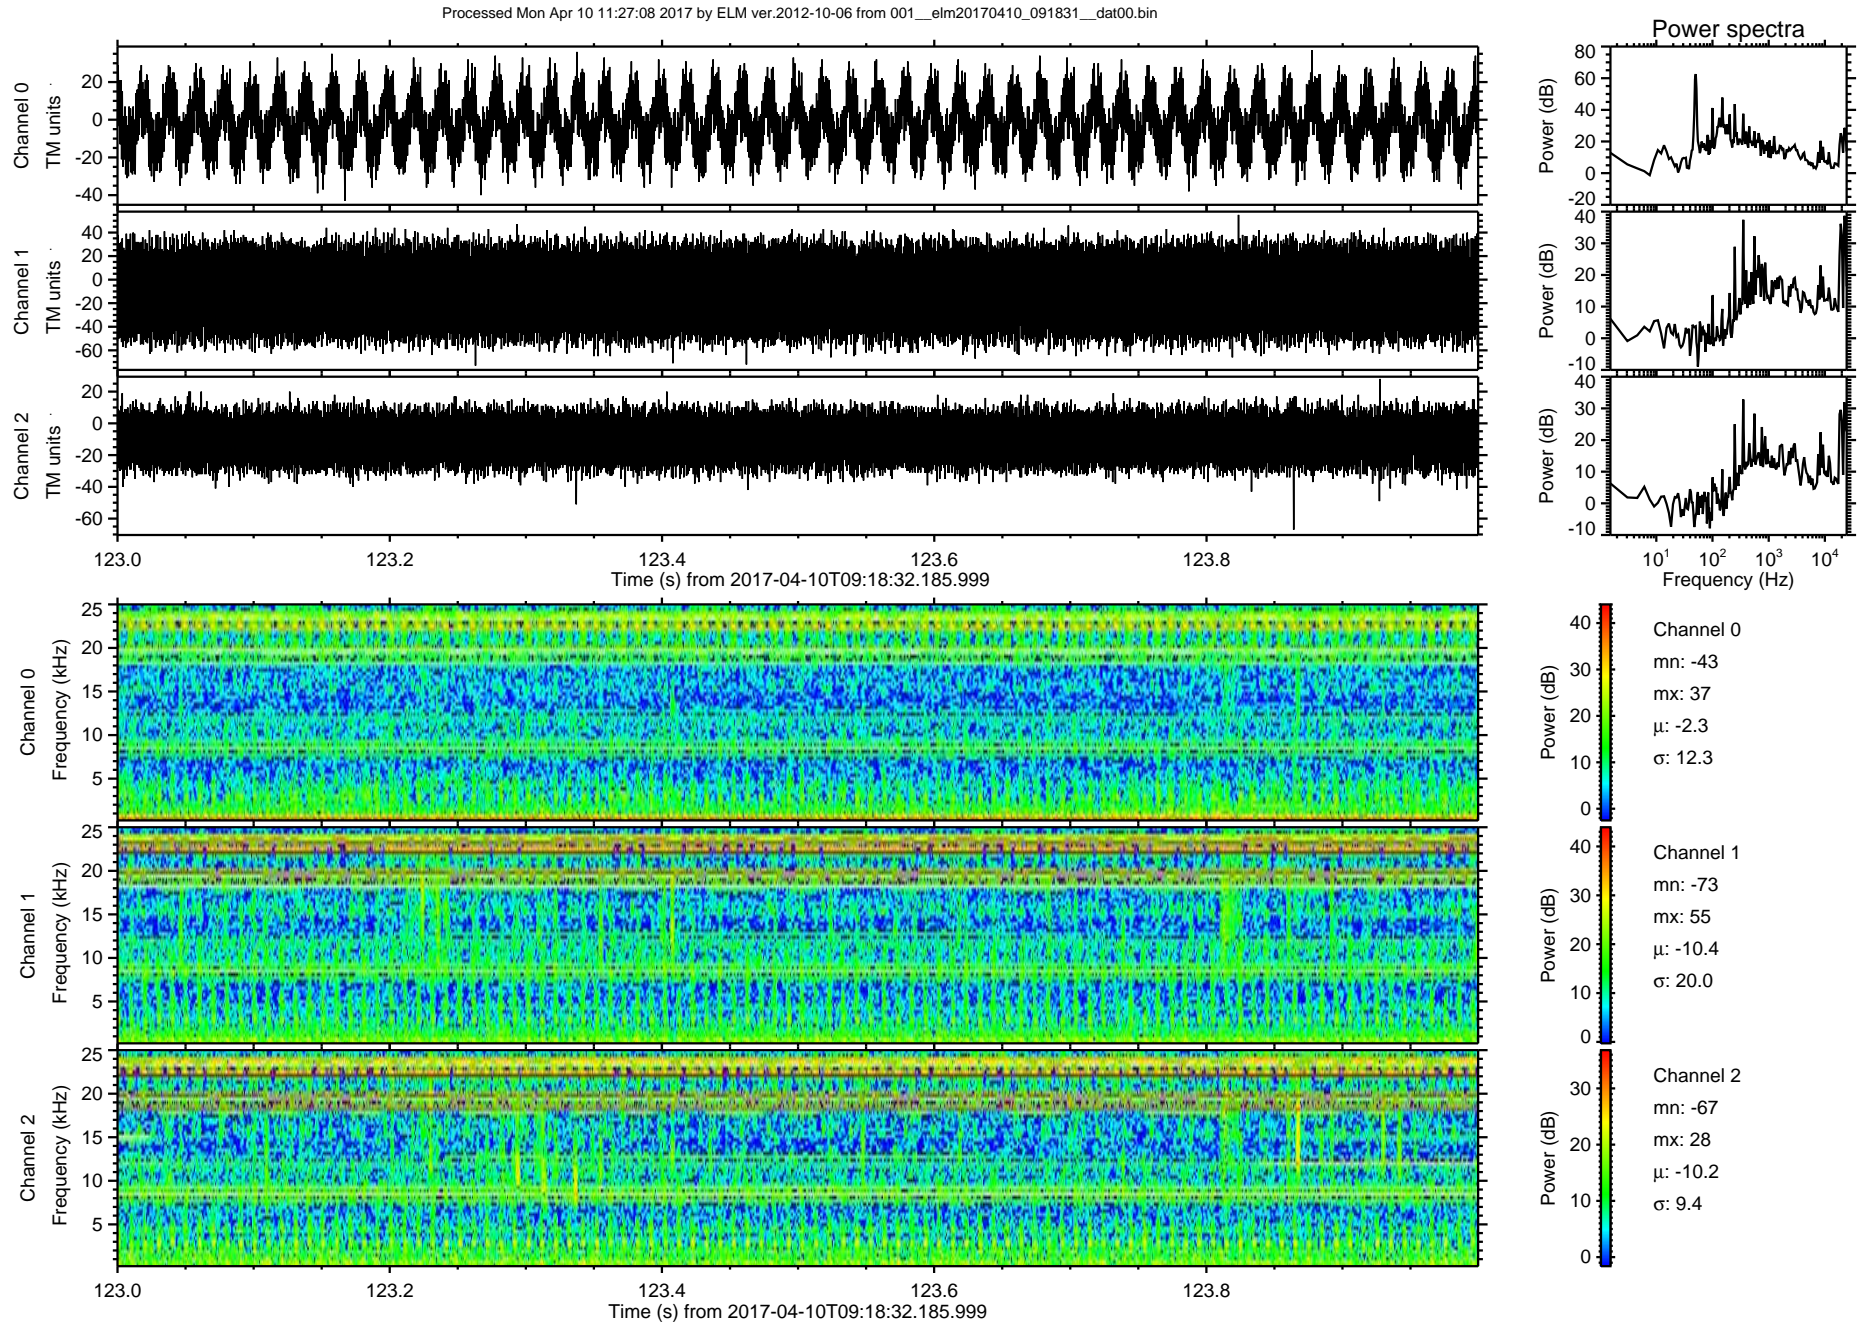 Processed Mon Apr 10 11:27:08 2017 by ELM ver.2012-10-06 from 001__elm20170410_091831__dat00.bin
Power spectra
Channel 0
TM units
20
0
-20
-40
Power (dB)
80
60
40
20
0
-20
Channel 1
TM units
40
20
0
-20
-40
-60
Power (dB)
40
30
20
10
0
-10
Channel 2
TM units
20
0
-20
-40
-60
Power (dB)
40
30
20
10
0
-10
123.0 123.2 123.4 123.6 123.8
Time (s) from 2017-04-10T09:18:32.185.999
10¹ 10² 10³ 10⁴
Frequency (Hz)
Channel 0
Frequency (kHz)
25
20
15
10
5
Power (dB)
40
30
20
10
0
Channel 0
mn: -43
mx: 37
μ: -2.3
σ: 12.3
Channel 1
Frequency (kHz)
25
20
15
10
5
Power (dB)
40
30
20
10
0
Channel 1
mn: -73
mx: 55
μ: -10.4
σ: 20.0
Channel 2
Frequency (kHz)
25
20
15
10
5
Power (dB)
30
20
10
0
Channel 2
mn: -67
mx: 28
μ: -10.2
σ: 9.4
123.0 123.2 123.4 123.6 123.8
Time (s) from 2017-04-10T09:18:32.185.999